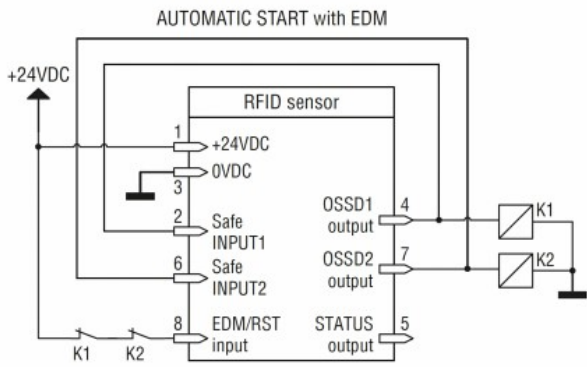 AUTOMATIC START with EDM
+24VDC
RFID sensor
1
+24VDC
0VDC
3
2
Safe
INPUT1
6
Safe
INPUT2
8
EDM/RST
input
OSSD1
output
4
OSSD2
output
7
STATUS
output
5
K1
K2
K1
K2